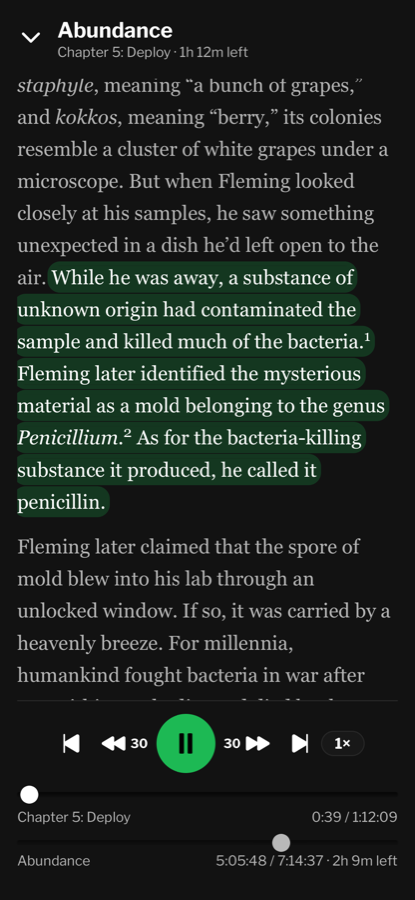 Abundance
Chapter 5: Deploy · 1h 12m left
staphyle, meaning “a bunch of grapes,”
and kokkos, meaning “berry,” its colonies
resemble a cluster of white grapes under a
microscope. But when Fleming looked
closely at his samples, he saw something
unexpected in a dish he’d left open to the
air. While he was away, a substance of
unknown origin had contaminated the
sample and killed much of the bacteria.¹
Fleming later identified the mysterious
material as a mold belonging to the genus
Penicillium.² As for the bacteria-killing
substance it produced, he called it
penicillin.
Fleming later claimed that the spore of
mold blew into his lab through an
unlocked window. If so, it was carried by a
heavenly breeze. For millennia,
humankind fought bacteria in war after
30
30
1×
Chapter 5: Deploy
0:39 / 1:12:09
Abundance
5:05:48 / 7:14:37 · 2h 9m left